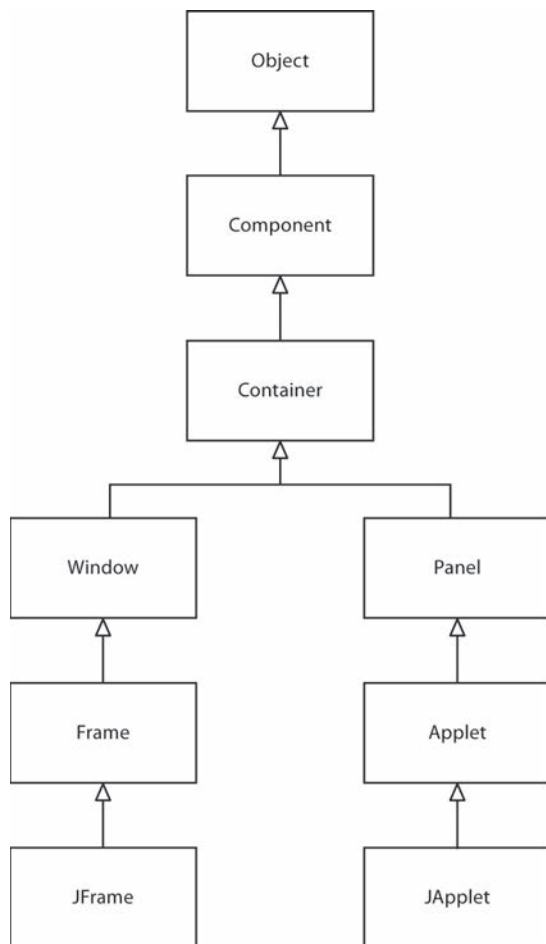 Object
Component
Container
Window
Panel
Frame
Applet
JFrame
JApplet